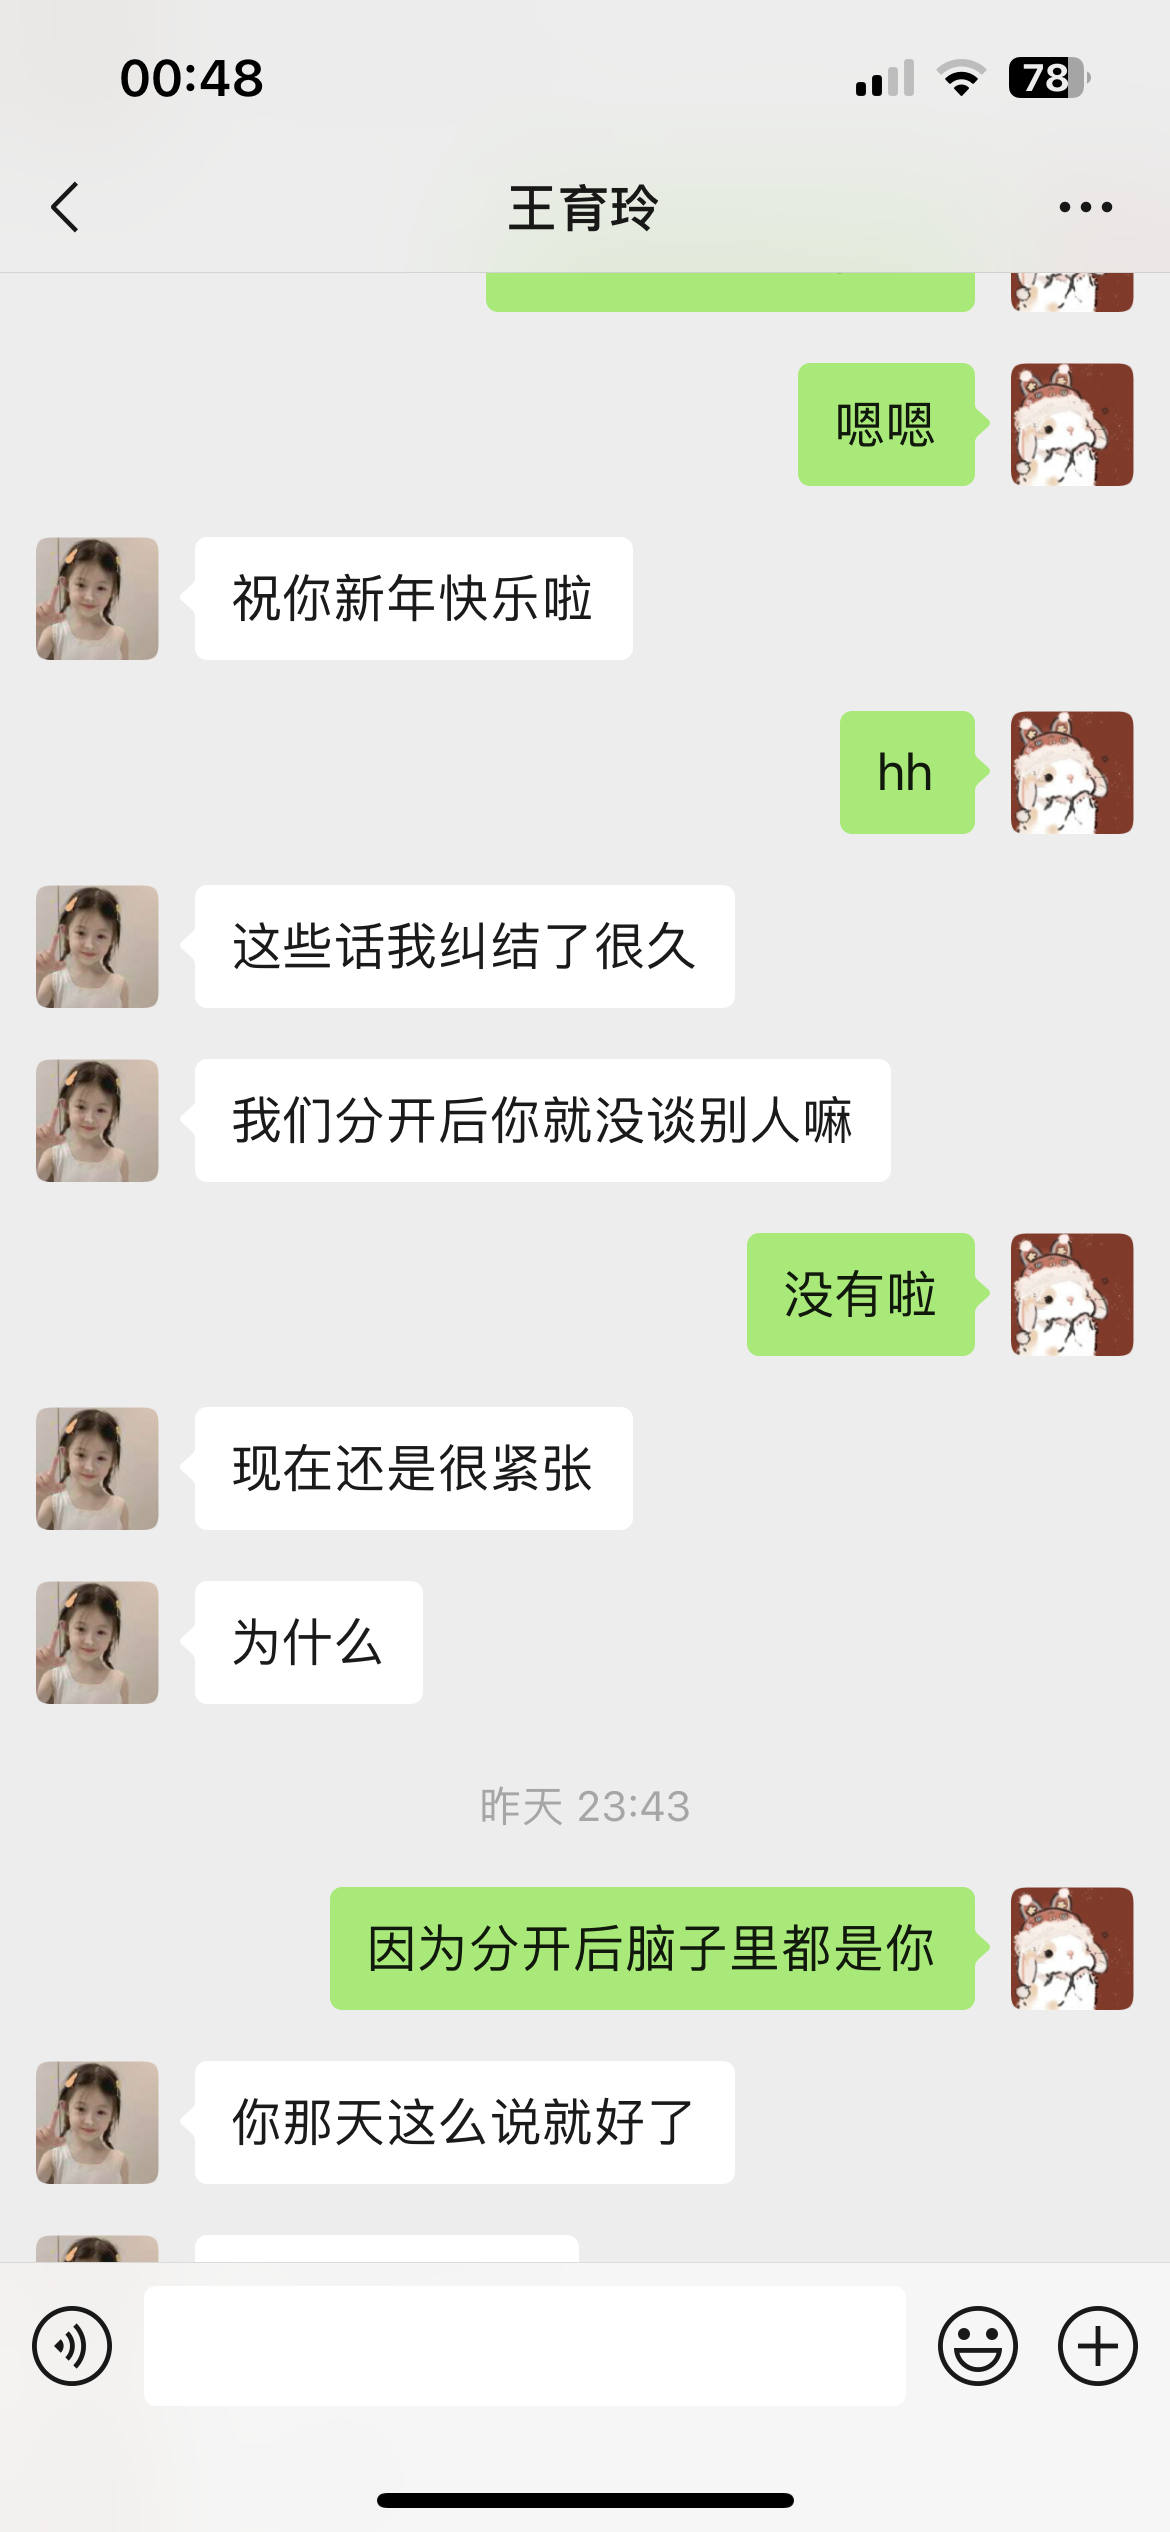 00:48
78
王育玲
嗯嗯
祝你新年快乐啦
hh
这些话我纠结了很久
我们分开后你就没谈别人嘛
没有啦
现在还是很紧张
为什么
昨天 23:43
因为分开后脑子里都是你
你那天这么说就好了